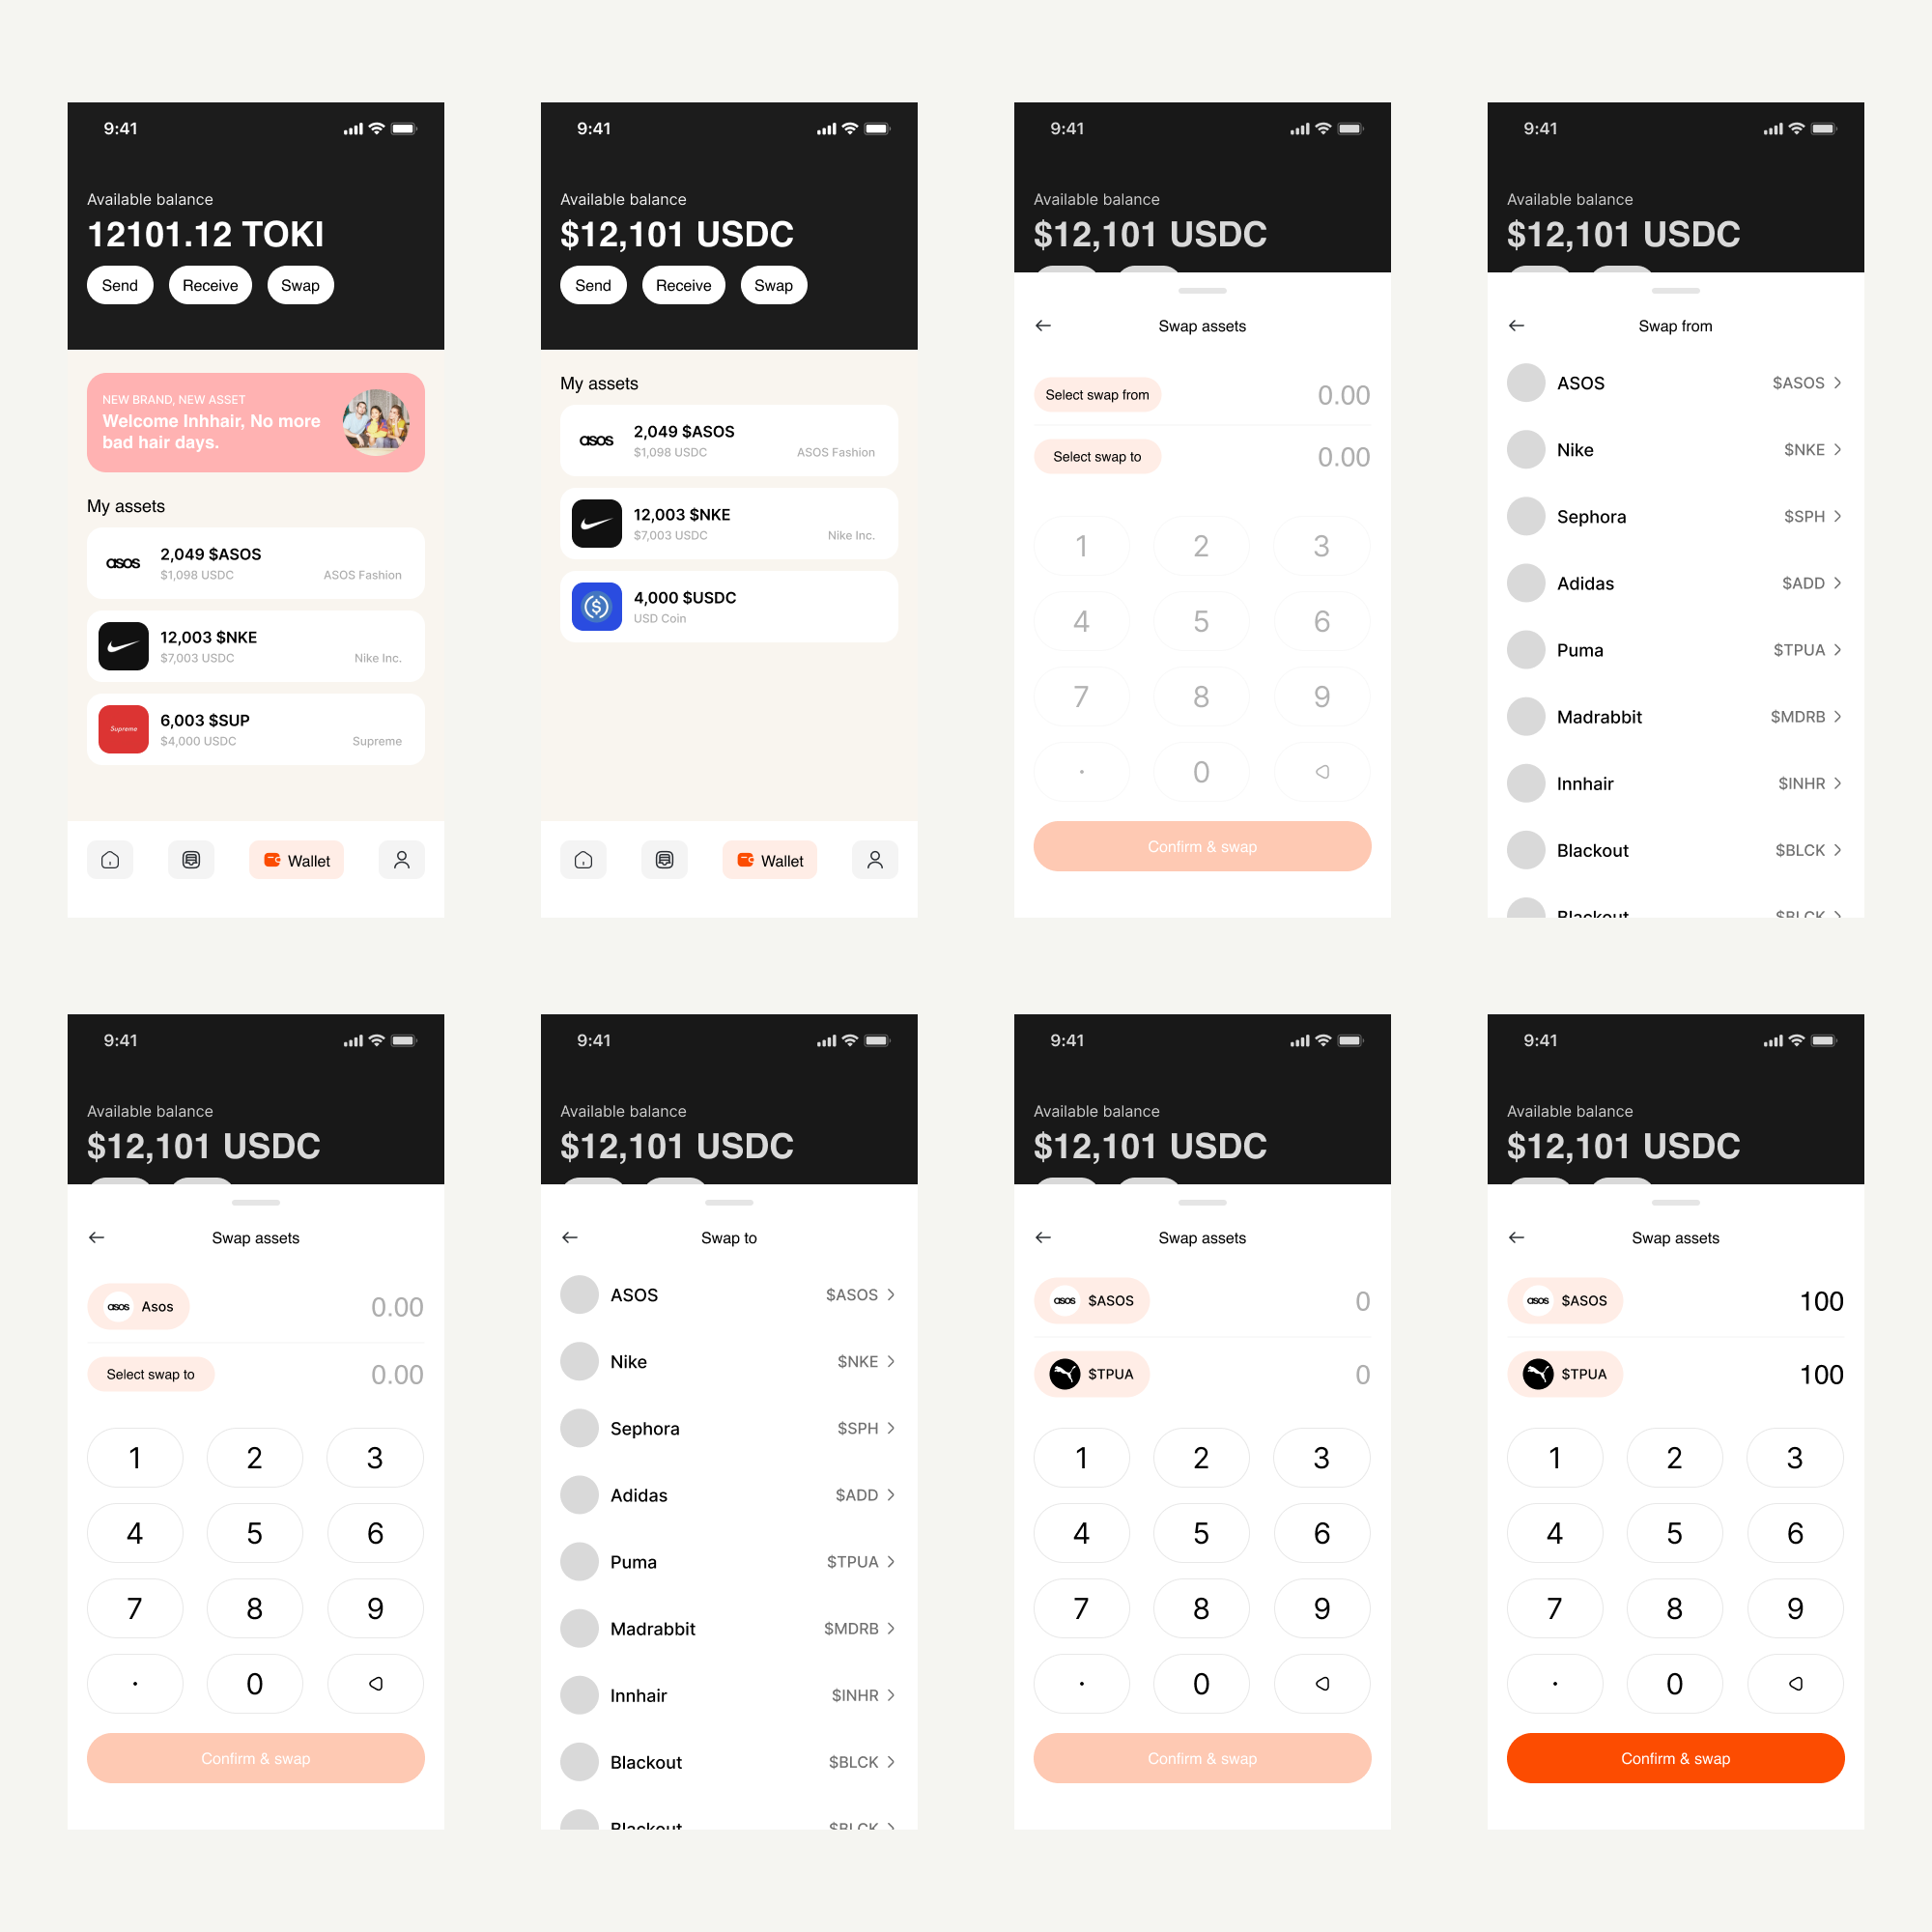 9:41
Available balance
12101.12 TOKI
Send Receive Swap
NEW BRAND, NEW ASSET
Welcome Inhhair, No more
bad hair days.
My assets
asos
2,049 $ASOS
$1,098 USDC ASOS Fashion
12,003 $NKE
$7,003 USDC Nike Inc.
Supreme
6,003 $SUP
$4,000 USDC Supreme
Wallet
9:41
Available balance
$12,101 USDC
Send Receive Swap
My assets
asos
2,049 $ASOS
$1,098 USDC ASOS Fashion
12,003 $NKE
$7,003 USDC Nike Inc.
4,000 $USDC
USD Coin
Wallet
9:41
Available balance
$12,101 USDC
Swap assets
Select swap from 0.00
Select swap to 0.00
1 2 3
4 5 6
7 8 9
· 0
Confirm & swap
9:41
Available balance
$12,101 USDC
Swap from
ASOS $ASOS
Nike $NKE
Sephora $SPH
Adidas $ADD
Puma $TPUA
Madrabbit $MDRB
Innhair $INHR
Blackout $BLCK
Blackout $BLCK
9:41
Available balance
$12,101 USDC
Swap assets
asos Asos 0.00
Select swap to 0.00
1 2 3
4 5 6
7 8 9
· 0
Confirm & swap
9:41
Available balance
$12,101 USDC
Swap to
ASOS $ASOS
Nike $NKE
Sephora $SPH
Adidas $ADD
Puma $TPUA
Madrabbit $MDRB
Innhair $INHR
Blackout $BLCK
Blackout $BLCK
9:41
Available balance
$12,101 USDC
Swap assets
asos $ASOS 0
$TPUA 0
1 2 3
4 5 6
7 8 9
· 0
Confirm & swap
9:41
Available balance
$12,101 USDC
Swap assets
asos $ASOS 100
$TPUA 100
1 2 3
4 5 6
7 8 9
· 0
Confirm & swap